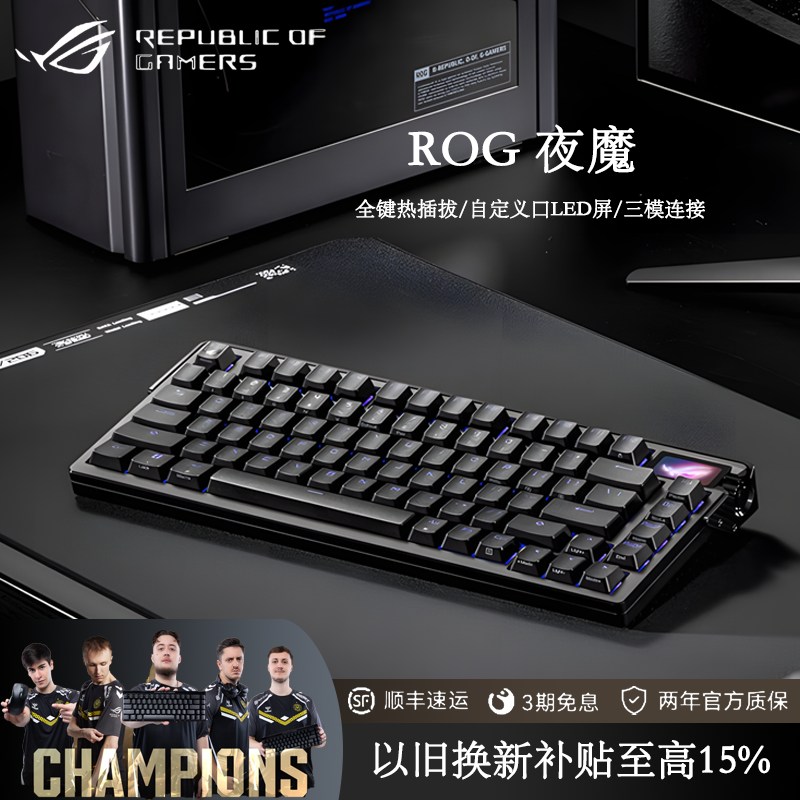 REPUBLIC OF
GAMERS
ROG 夜魔
全键热插拔/自定义口LED屏/三模连接
CHAMPIONS
SF 顺丰速运
3期免息
两年官方质保
以旧换新补贴至高15%